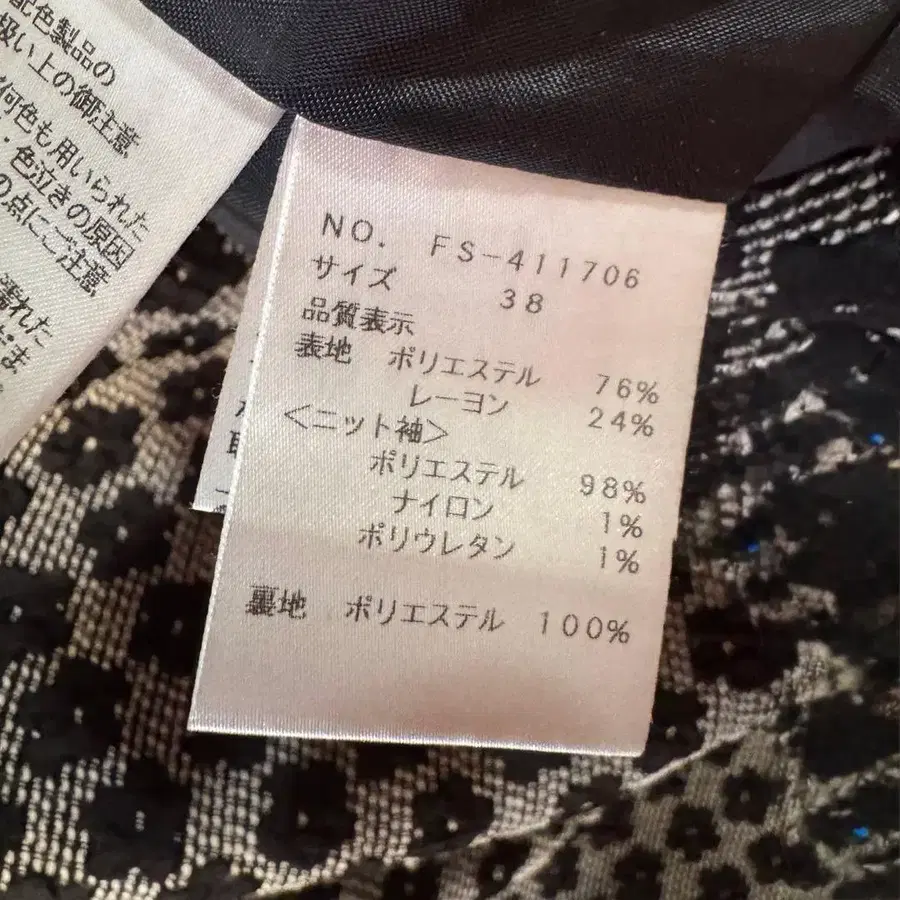 配色製品の
扱い上の御注意
何色も用いられた
・色泣きの原因
の点にご注意
濡れた
ま
NO. FS-411706
サイズ 38
品質表示
表地 ポリエステル 76%
レーヨン 24%
<ニット袖>
ポリエステル 98%
ナイロン 1%
ポリウレタン 1%
裏地 ポリエステル 100%